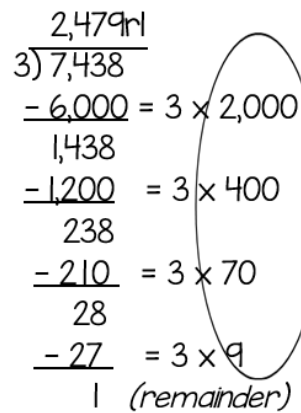 2,479r1
3) 7,438
- 6,000 = 3 x 2,000
1,438
- 1,200 = 3 x 400
238
- 210 = 3 x 70
28
- 27 = 3 x 9
1 (remainder)